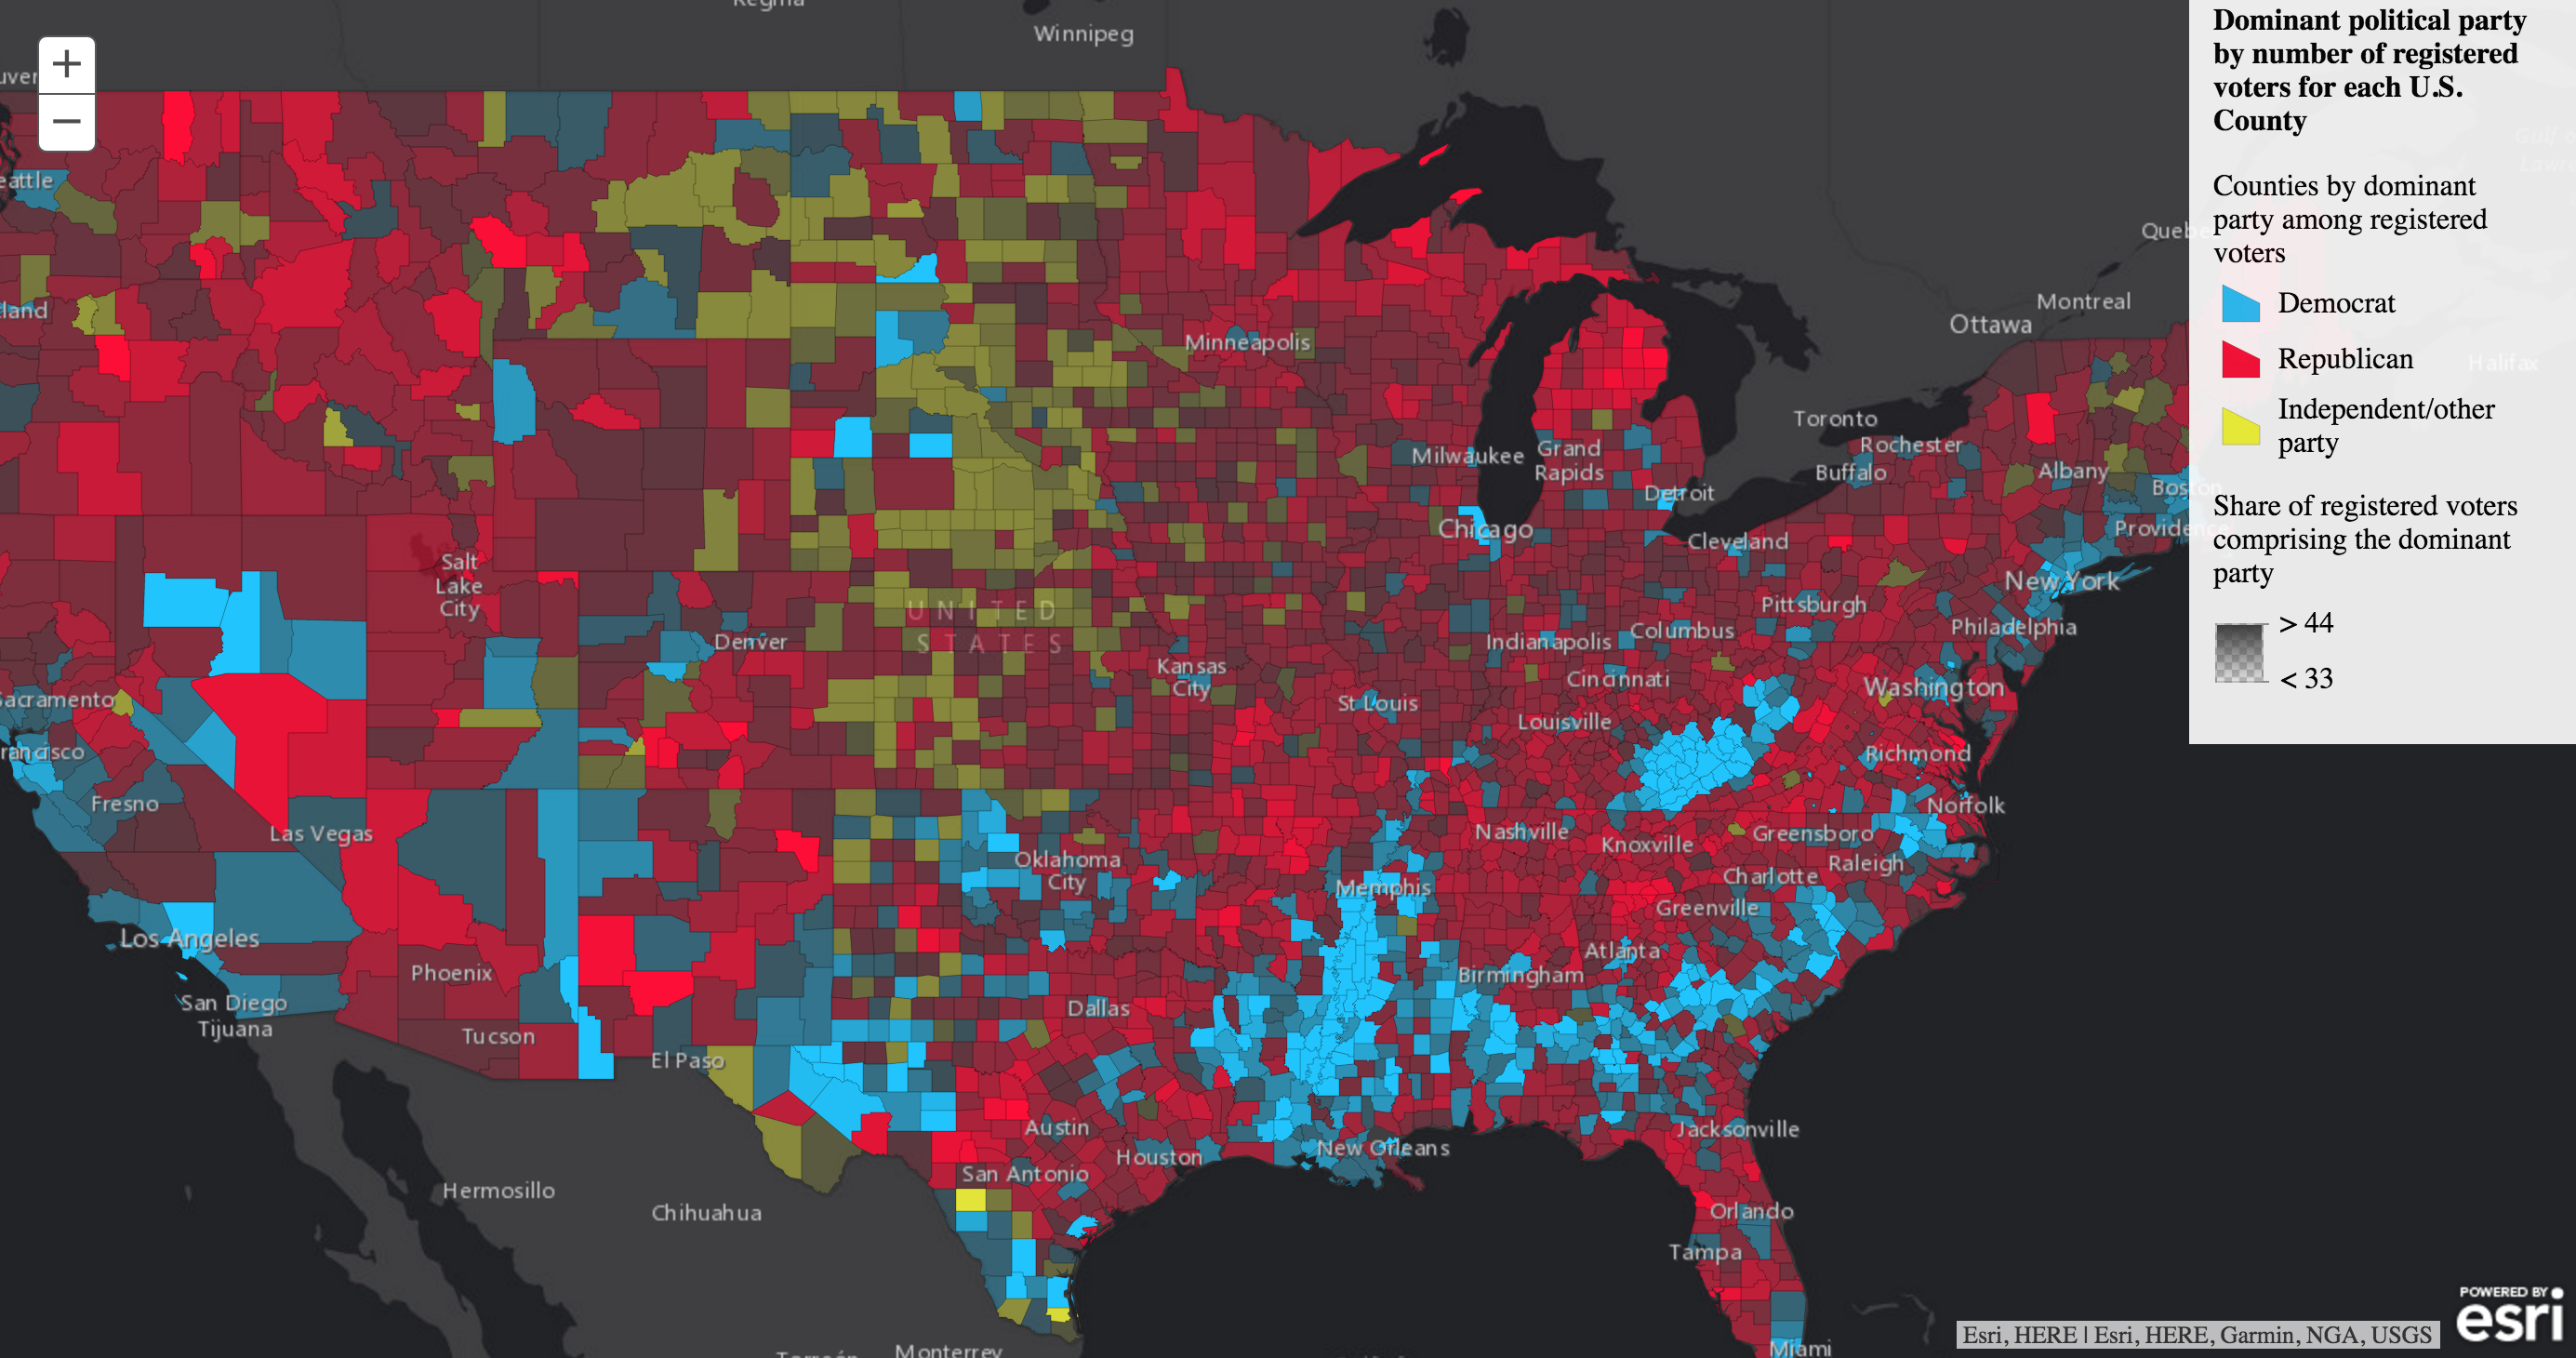 Regina
Winnipeg
+
−
Dominant political party
by number of registered
voters for each U.S.
County
Counties by dominant
party among registered
voters
Democrat
Republican
Independent/other
party
Share of registered voters
comprising the dominant
party
> 44
< 33
Quebe
Montreal
Ottawa
Halifax
Minneapolis
Toronto
Rochester
Buffalo
Albany
Boston
Providence
Milwaukee
Grand
Rapids
Detroit
Chicago
Cleveland
New York
Salt
Lake
City
UNITED
STATES
Denver
Pittsburgh
Philadelphia
Indianapolis
Columbus
Kansas
City
Cincinnati
Washington
St Louis
Louisville
Sacramento
rancisco
Richmond
Fresno
Las Vegas
Norfolk
Nashville
Knoxville
Greensboro
Raleigh
Oklahoma
City
Memphis
Charlotte
Greenville
Los Angeles
Phoenix
Atlanta
Birmingham
San Diego
Tijuana
Dallas
Tucson
El Paso
Austin
Jacksonville
Houston
New Orleans
San Antonio
Hermosillo
Chihuahua
Orlando
Tampa
Monterrey
Miami
eattle
land
Esri, HERE | Esri, HERE, Garmin, NGA, USGS
POWERED BY
esri